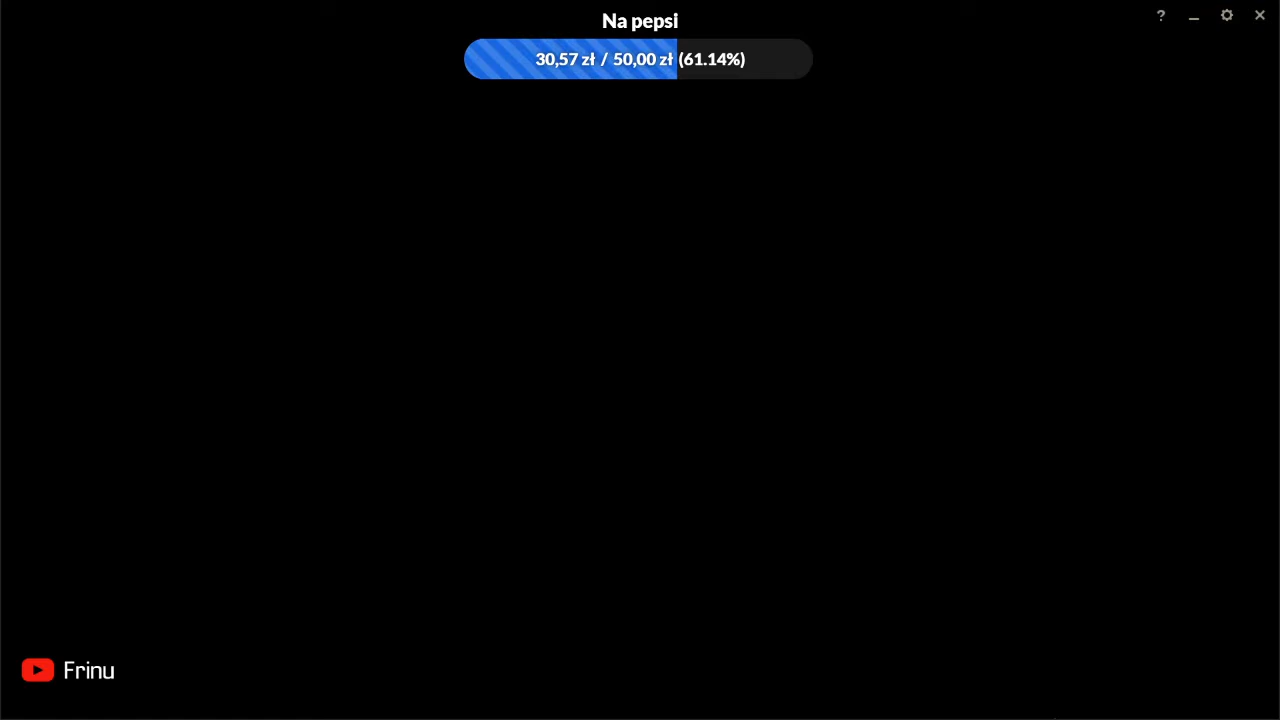 Na pepsi
?
30,57 zł / 50,00 zł (61.14%)
Frinu